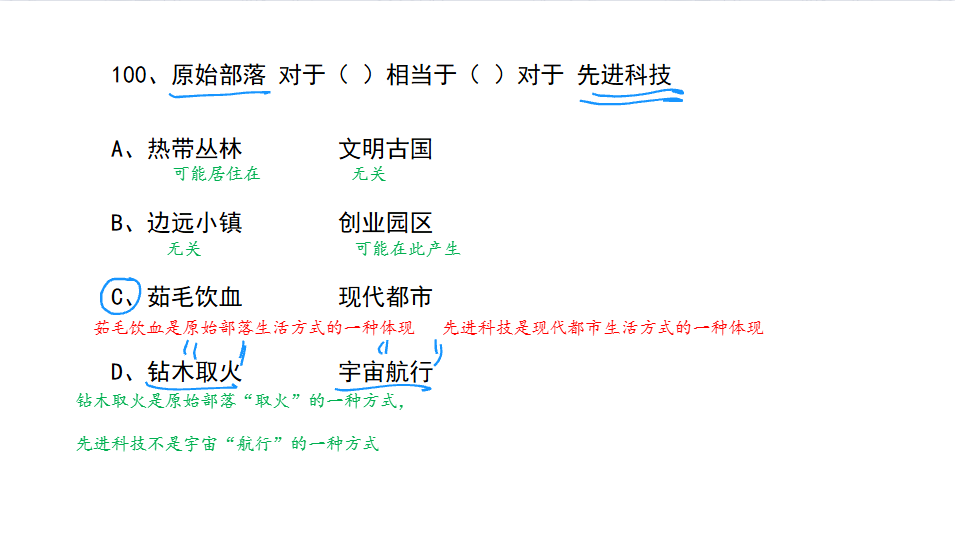 100、原始部落 对于（ ）相当于（ ）对于 先进科技
A、热带丛林 文明古国
可能居住在 无关
B、边远小镇 创业园区
无关 可能在此产生
C、茹毛饮血 现代都市
茹毛饮血是原始部落生活方式的一种体现 先进科技是现代都市生活方式的一种体现
D、钻木取火 宇宙航行
钻木取火是原始部落“取火”的一种方式，
先进科技不是宇宙“航行”的一种方式